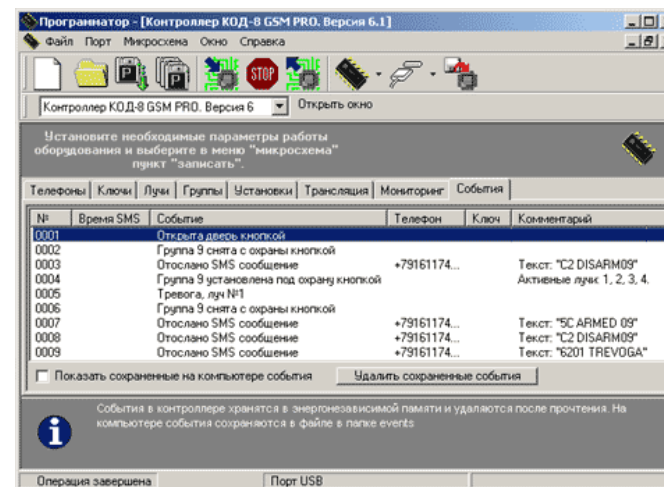 Программатор - [Контроллер КОД-8 GSM PRO. Версия 6.1]
Файл Порт Микросхема Окно Справка
STOP
Контроллер КОД-8 GSM PRO. Версия 6 Открыть окно
Установите необходимые параметры работы
оборудования и выберите в меню "микросхема"
пункт "записать".
Телефоны Ключи Лучи Группы Установки Трансляция Мониторинг События
№ Время SMS Событие Телефон Ключ Комментарий
0001 Открыта дверь кнопкой
0002 Группа 9 снята с охраны кнопкой
0003 Отослано SMS сообщение +79161174... Текст: "C2 DISARM09"
0004 Группа 9 установлена под охрану кнопкой Активные лучи: 1, 2, 3, 4.
0005 Тревога, луч №1
0006 Группа 9 снята с охраны кнопкой
0007 Отослано SMS сообщение +79161174... Текст: "5C ARMED 09"
0008 Отослано SMS сообщение +79161174... Текст: "C2 DISARM09"
0009 Отослано SMS сообщение +79161174... Текст: "6201 TREVOGA"
Показать сохраненные на компьютере события Удалить сохраненные события
События в контроллере хранятся в энергонезависимой памяти и удаляются после прочтения. На
компьютере события сохраняются в файле в папке events
Операция завершена Порт USB